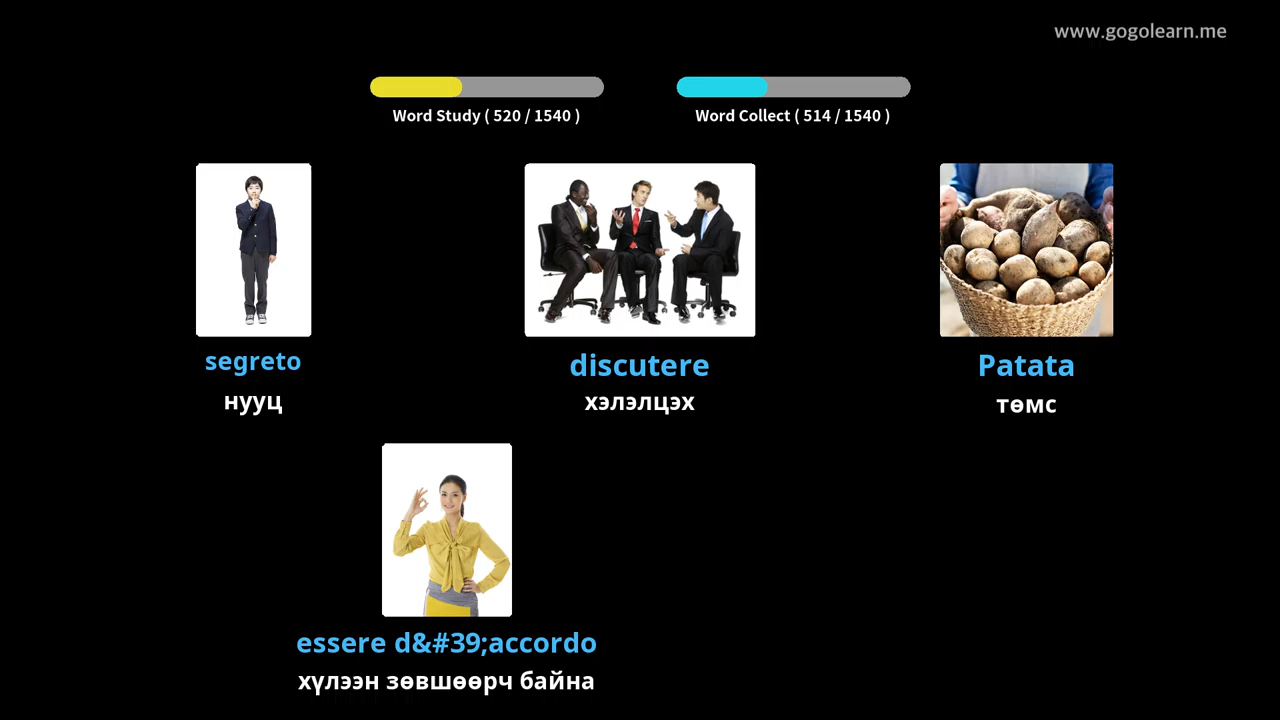 www.gogolearn.me
Word Study ( 520 / 1540 )
Word Collect ( 514 / 1540 )
segreto
нууц
discutere
хэлэлцэх
Patata
төмс
essere d&#39;accordo
хүлээн зөвшөөрч байна